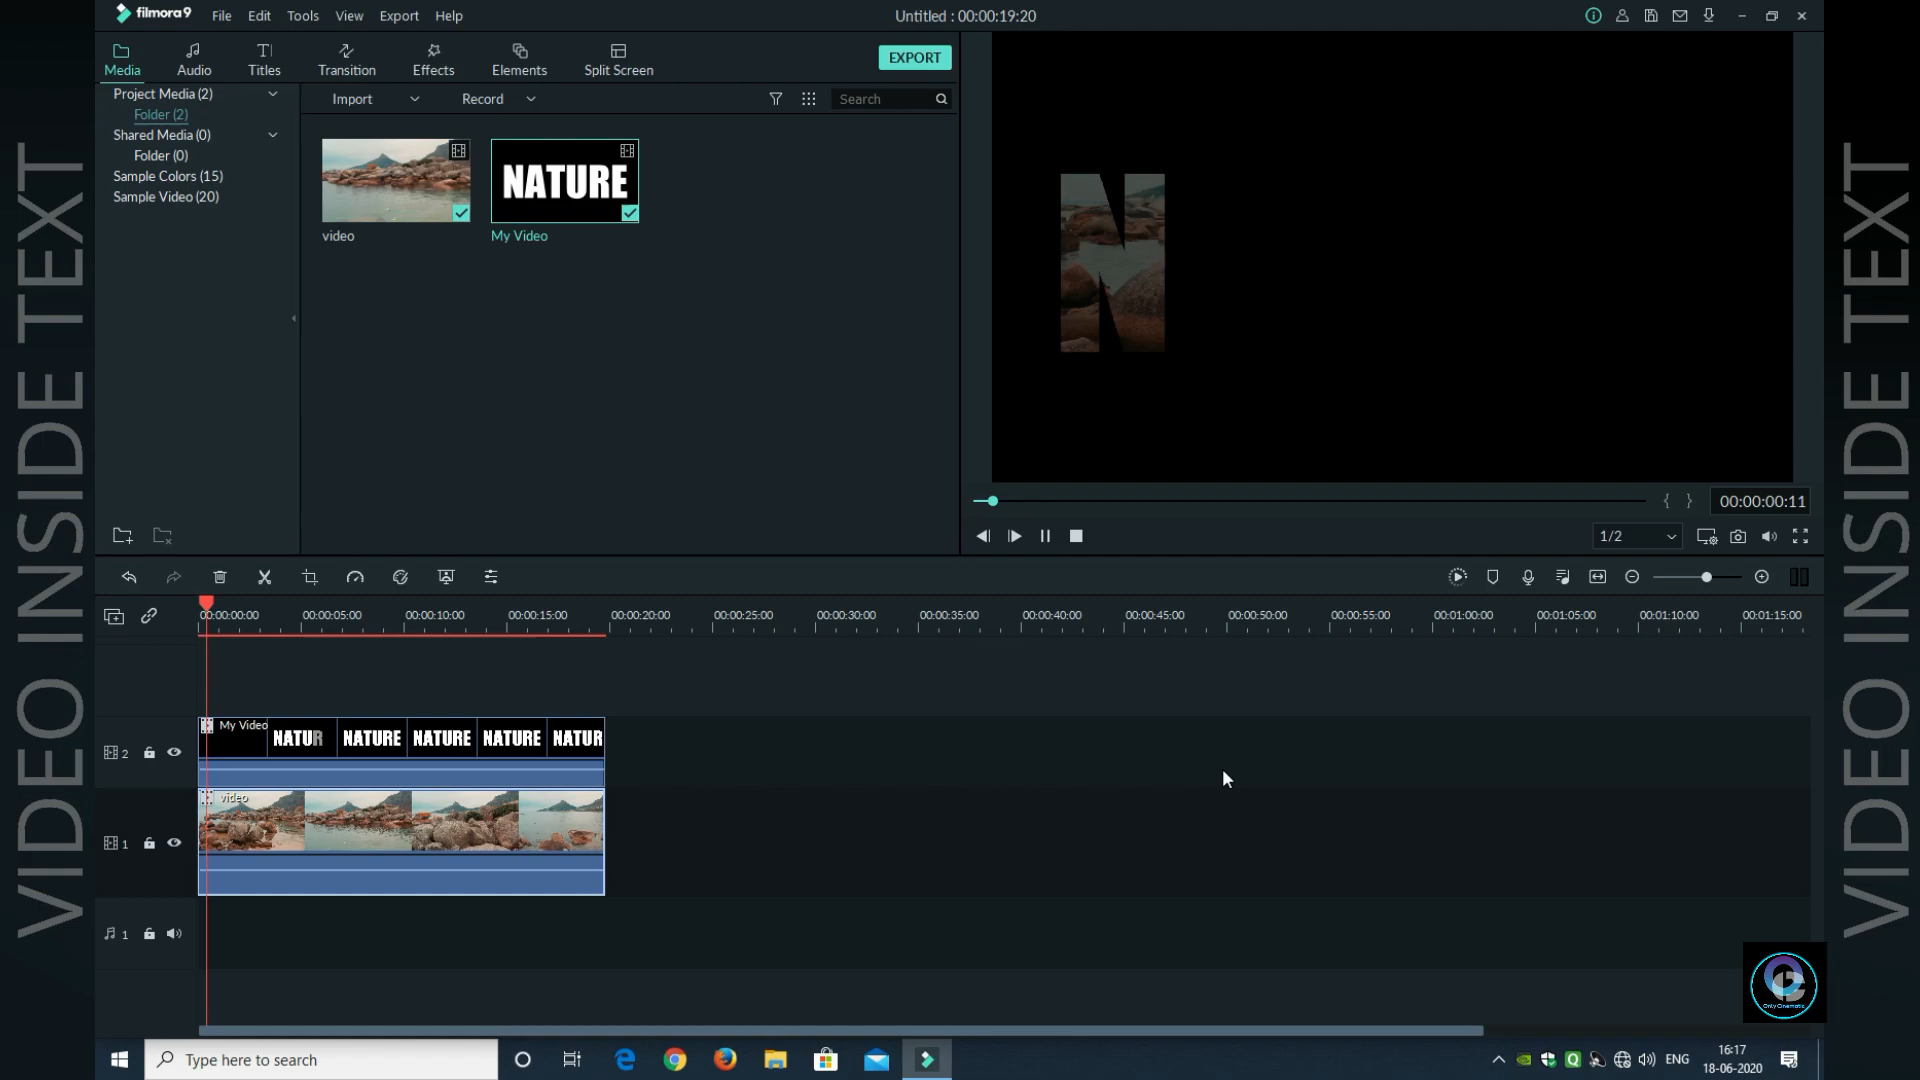 filmora9 File Edit Tools View Export Help Untitled : 00:00:19:20
Media Audio Titles Transition Effects Elements Split Screen EXPORT
Project Media (2) Import Record Search
Folder (2)
Shared Media (0)
Folder (0)
Sample Colors (15)
Sample Video (20)
NATURE
video My Video
N
00:00:00:11
1/2
00:00:00:00 00:00:05:00 00:00:10:00 00:00:15:00 00:00:20:00 00:00:25:00 00:00:30:00 00:00:35:00 00:00:40:00 00:00:45:00 00:00:50:00 00:00:55:00 00:01:00:00 00:01:05:00 00:01:10:00 00:01:15:00
My Video
2 NATUR NATURE NATURE NATURE NATUR
video
1
1
Only Cinematic
Type here to search ENG 16:17
18-06-2020
VIDEO INSIDE TEXT
VIDEO INSIDE TEXT